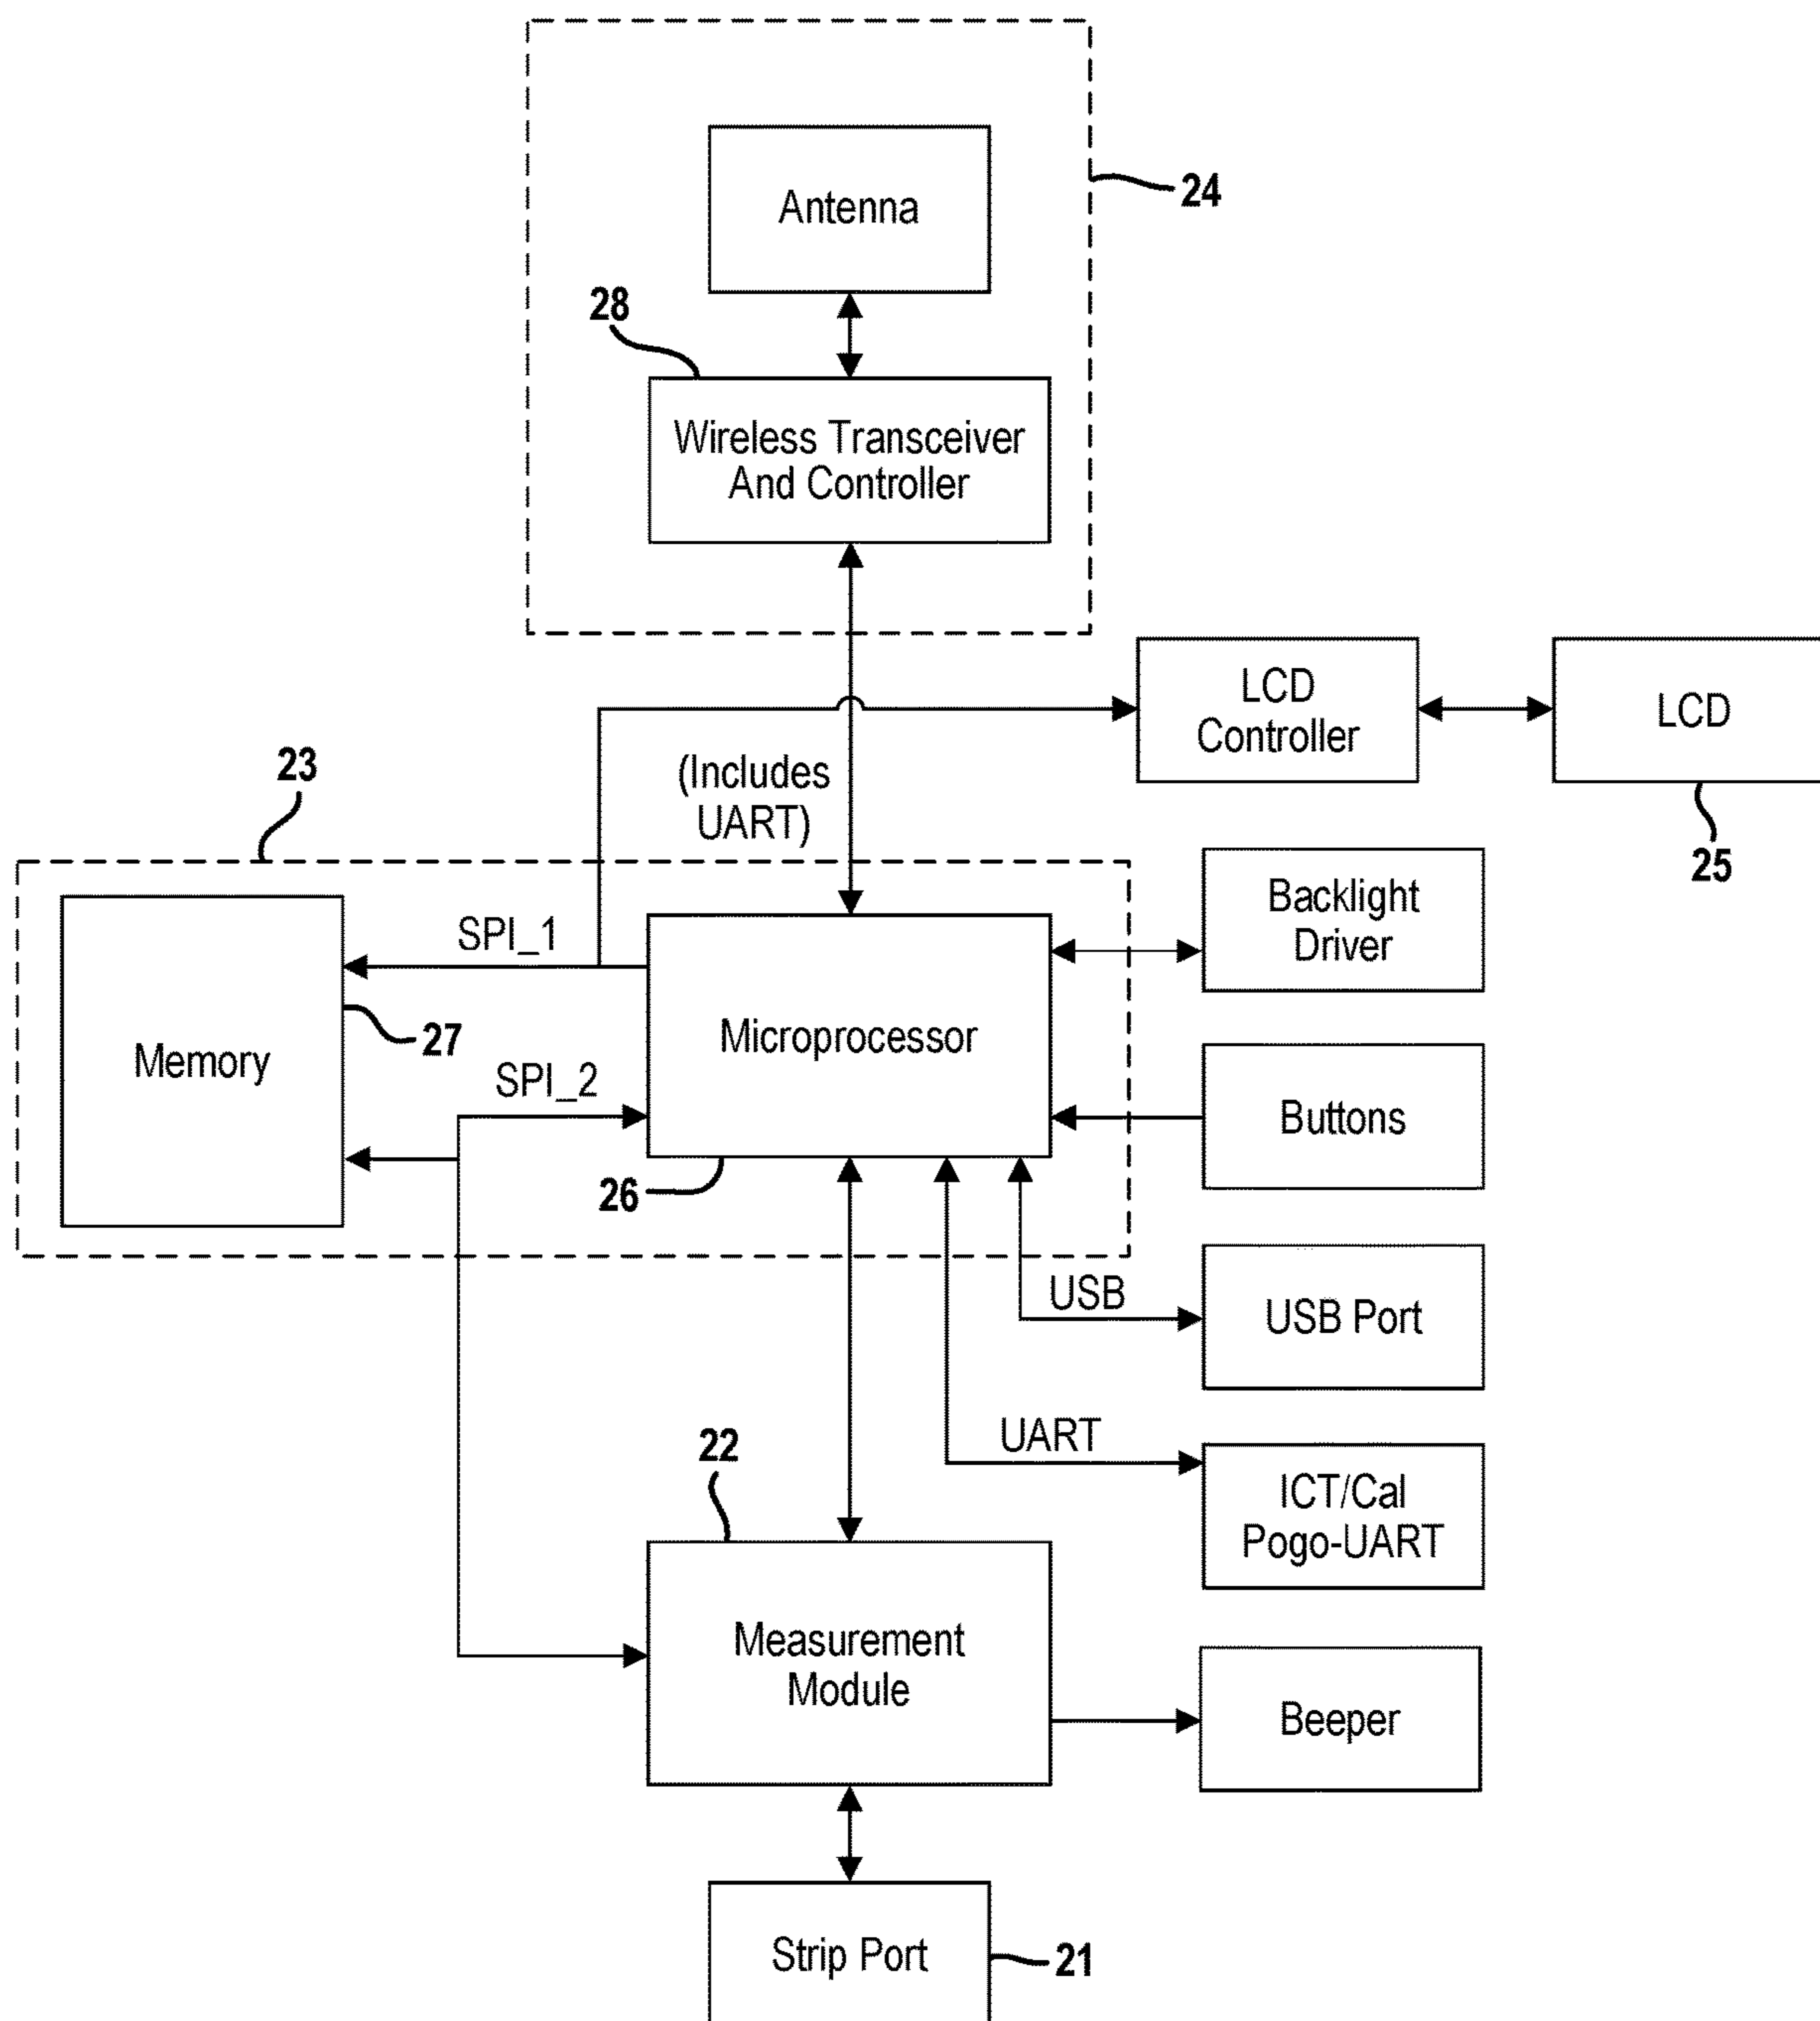 Antenna
24
28
Wireless Transceiver
And Controller
LCD
Controller
LCD
25
(Includes
UART)
23
Backlight
Driver
SPI_1
Memory
27
Microprocessor
SPI_2
Buttons
26
USB
USB Port
UART
ICT/Cal
Pogo-UART
22
Measurement
Module
Beeper
Strip Port
21